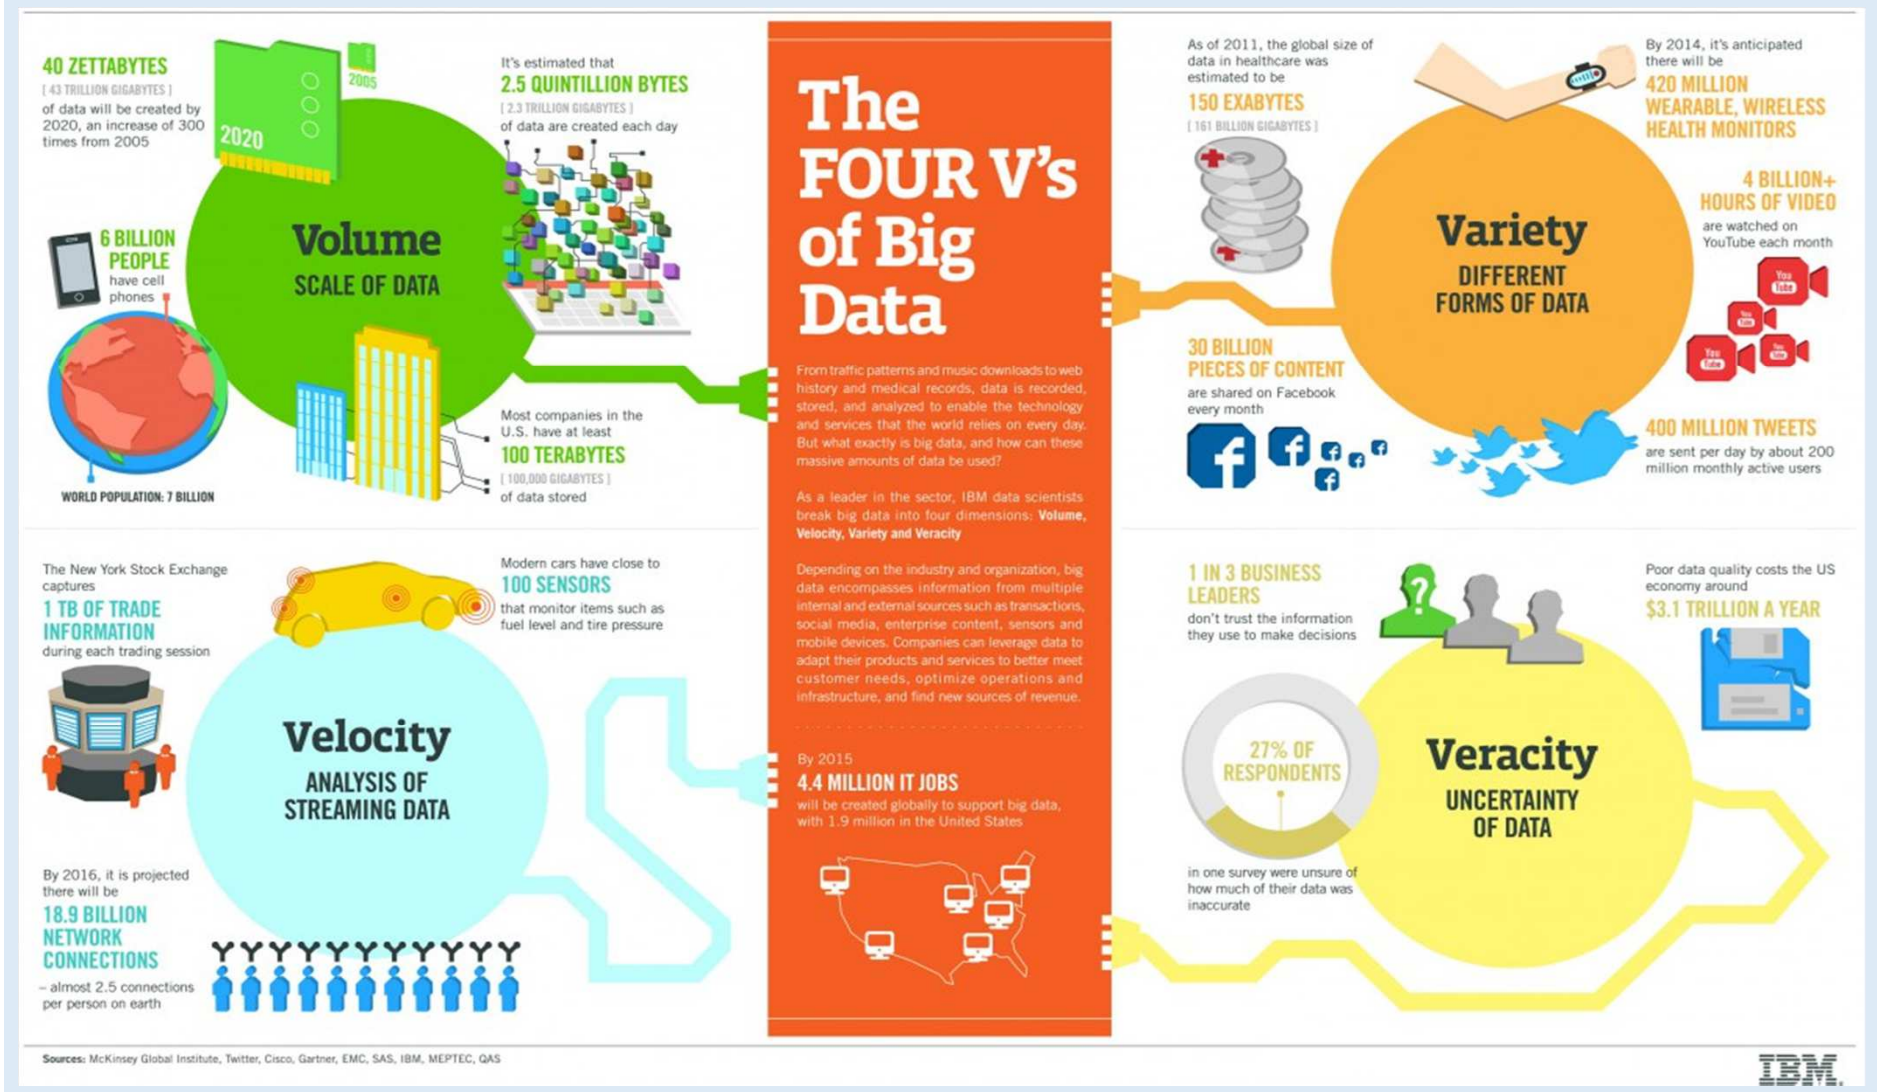 40 ZETTABYTES
[ 43 TRILLION GIGABYTES ]
of data will be created by
2020, an increase of 300
times from 2005
2020
2005
It's estimated that
2.5 QUINTILLION BYTES
[ 2.3 TRILLION GIGABYTES ]
of data are created each day
6 BILLION
PEOPLE
have cell
phones
WORLD POPULATION: 7 BILLION
Volume
SCALE OF DATA
Most companies in the
U.S. have at least
100 TERABYTES
[ 100,000 GIGABYTES ]
of data stored
The New York Stock Exchange
captures
1 TB OF TRADE
INFORMATION
during each trading session
Modern cars have close to
100 SENSORS
that monitor items such as
fuel level and tire pressure
Velocity
ANALYSIS OF
STREAMING DATA
By 2016, it is projected
there will be
18.9 BILLION
NETWORK
CONNECTIONS
– almost 2.5 connections
per person on earth
The
FOUR V's
of Big
Data
From traffic patterns and music downloads to web
history and medical records, data is recorded,
stored, and analyzed to enable the technology
and services that the world relies on every day.
But what exactly is big data, and how can these
massive amounts of data be used?
As a leader in the sector, IBM data scientists
break big data into four dimensions: Volume,
Velocity, Variety and Veracity
Depending on the industry and organization, big
data encompasses information from multiple
internal and external sources such as transactions,
social media, enterprise content, sensors and
mobile devices. Companies can leverage data to
adapt their products and services to better meet
customer needs, optimize operations and
infrastructure, and find new sources of revenue.
By 2015
4.4 MILLION IT JOBS
will be created globally to support big data,
with 1.9 million in the United States
As of 2011, the global size of
data in healthcare was
estimated to be
150 EXABYTES
[ 161 BILLION GIGABYTES ]
By 2014, it's anticipated
there will be
420 MILLION
WEARABLE, WIRELESS
HEALTH MONITORS
4 BILLION+
HOURS OF VIDEO
are watched on
YouTube each month
You
Tube
You
Tube
You
Tube
You
Tube
Variety
DIFFERENT
FORMS OF DATA
30 BILLION
PIECES OF CONTENT
are shared on Facebook
every month
f
f
f
f
f
f
400 MILLION TWEETS
are sent per day by about 200
million monthly active users
1 IN 3 BUSINESS
LEADERS
don't trust the information
they use to make decisions
?
Poor data quality costs the US
economy around
$3.1 TRILLION A YEAR
27% OF
RESPONDENTS
in one survey were unsure of
how much of their data was
inaccurate
Veracity
UNCERTAINTY
OF DATA
Sources: McKinsey Global Institute, Twitter, Cisco, Gartner, EMC, SAS, IBM, MEPTEC, QAS
IBM.